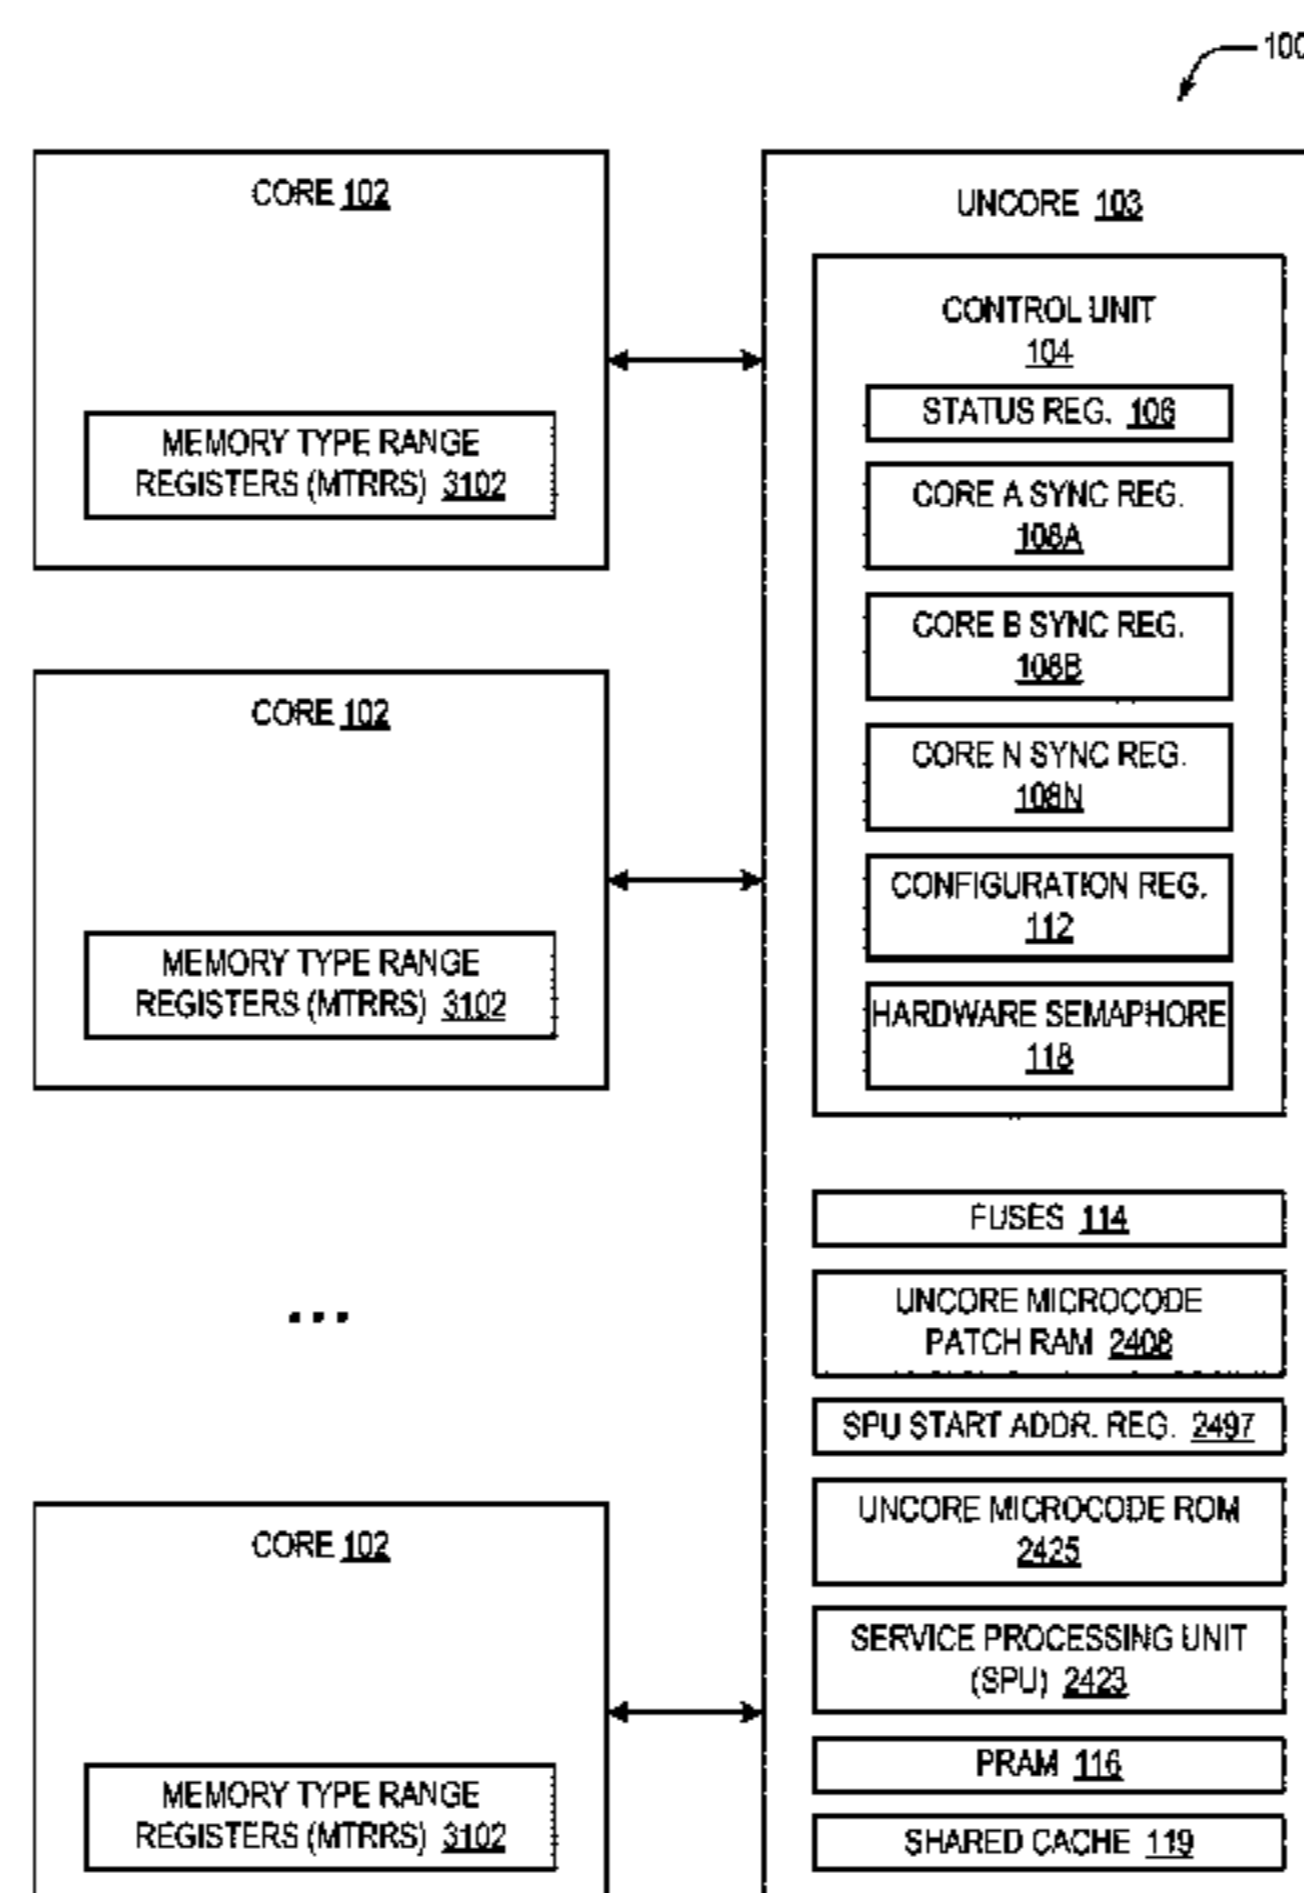 100
CORE 102
MEMORY TYPE RANGE
REGISTERS (MTRRS) 3102
CORE 102
MEMORY TYPE RANGE
REGISTERS (MTRRS) 3102
...
CORE 102
MEMORY TYPE RANGE
REGISTERS (MTRRS) 3102
UNCORE 103
CONTROL UNIT
104
STATUS REG. 106
CORE A SYNC REG.
108A
CORE B SYNC REG.
108B
CORE N SYNC REG.
108N
CONFIGURATION REG.
112
HARDWARE SEMAPHORE
118
FUSES 114
UNCORE MICROCODE
PATCH RAM 2408
SPU START ADDR. REG. 2497
UNCORE MICROCODE ROM
2425
SERVICE PROCESSING UNIT
(SPU) 2423
PRAM 116
SHARED CACHE 119